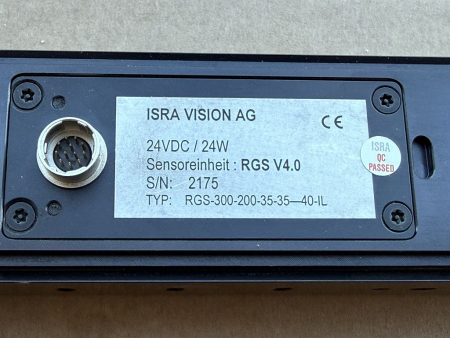 ISRA VISION AG
CE
24VDC / 24W
Sensoreinheit : RGS V4.0
S/N: 2175
TYP: RGS-300-200-35-35—40-IL
ISRA
QC
PASSED